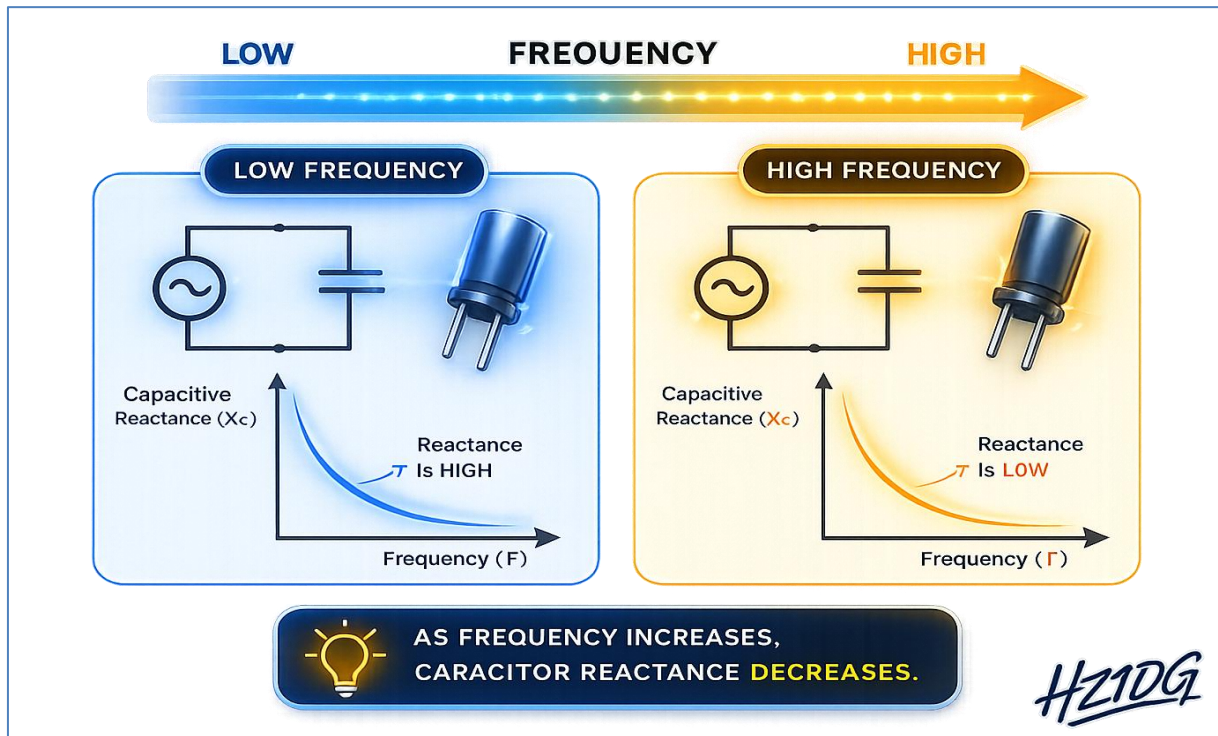 LOW FREOUENCY HIGH
LOW FREQUENCY
Capacitive
Reactance (Xc)
Reactance
Is HIGH
Frequency (F)
HIGH FREQUENCY
Capacitive
Reactance (Xc)
Reactance
Is LOW
Frequency (Γ)
AS FREQUENCY INCREASES,
CARACITOR REACTANCE DECREASES.
HZ1DG